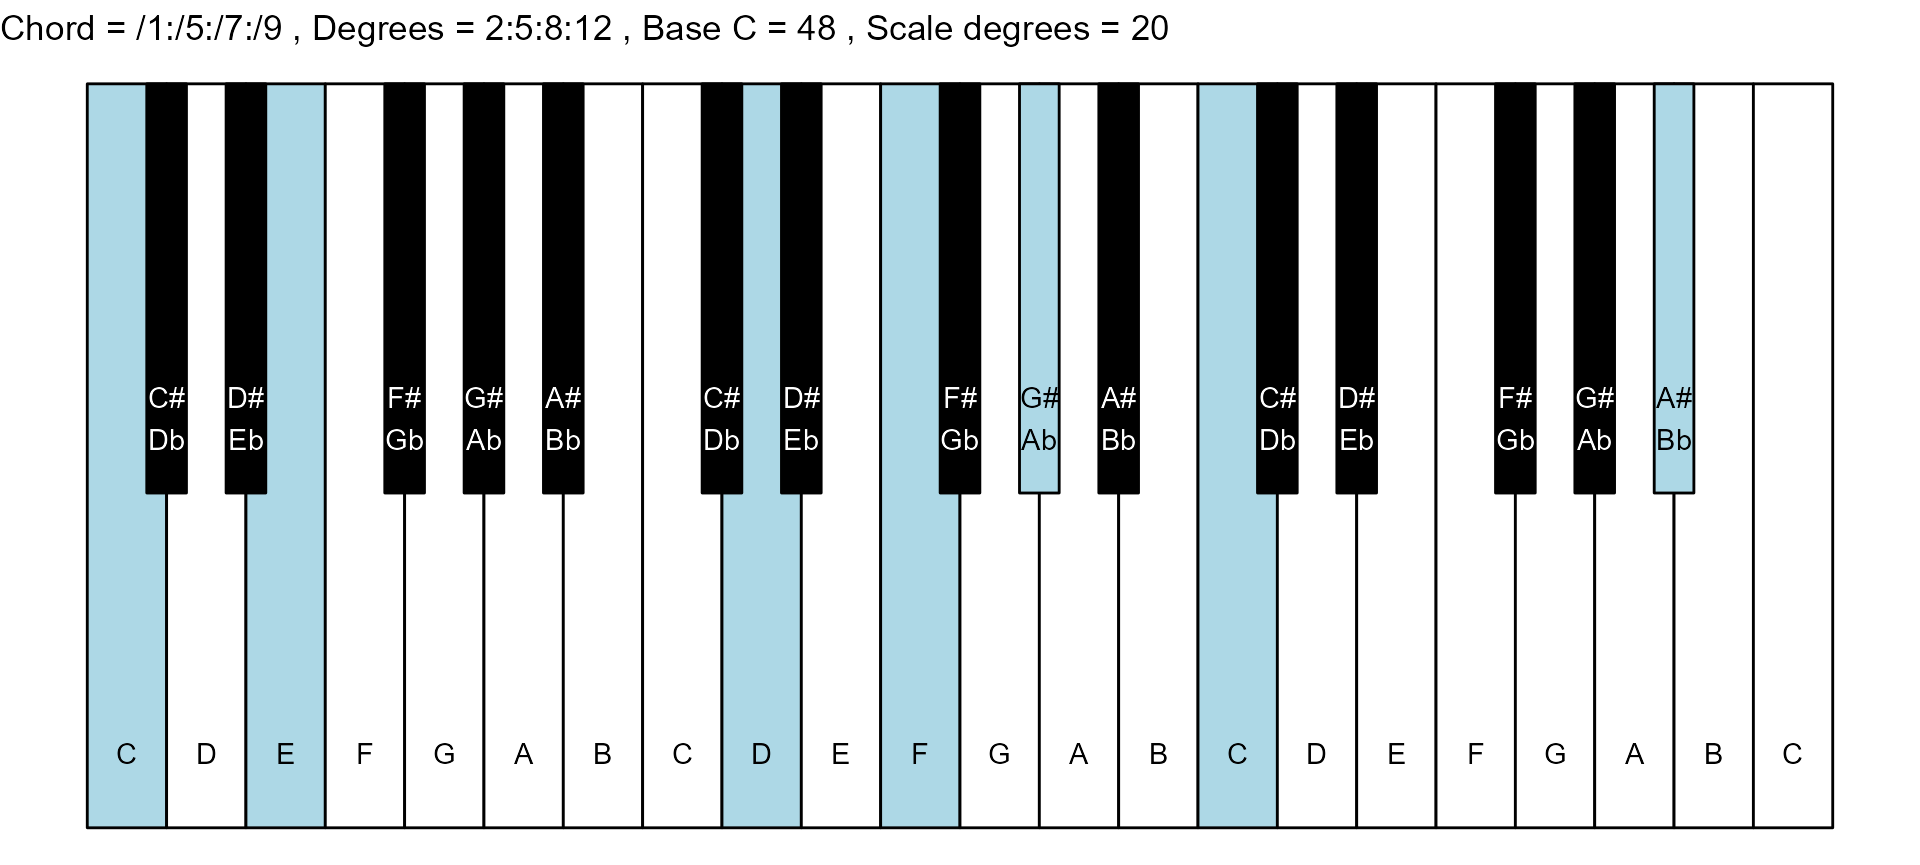 Chord = /1:/5:/7:/9 , Degrees = 2:5:8:12 , Base C = 48 , Scale degrees = 20
C# D# F# G# A# C# D# F# G# A# C# D# F# G# A#
Db Eb Gb Ab Bb Db Eb Gb Ab Bb Db Eb Gb Ab Bb
C D E F G A B C D E F G A B C D E F G A B C